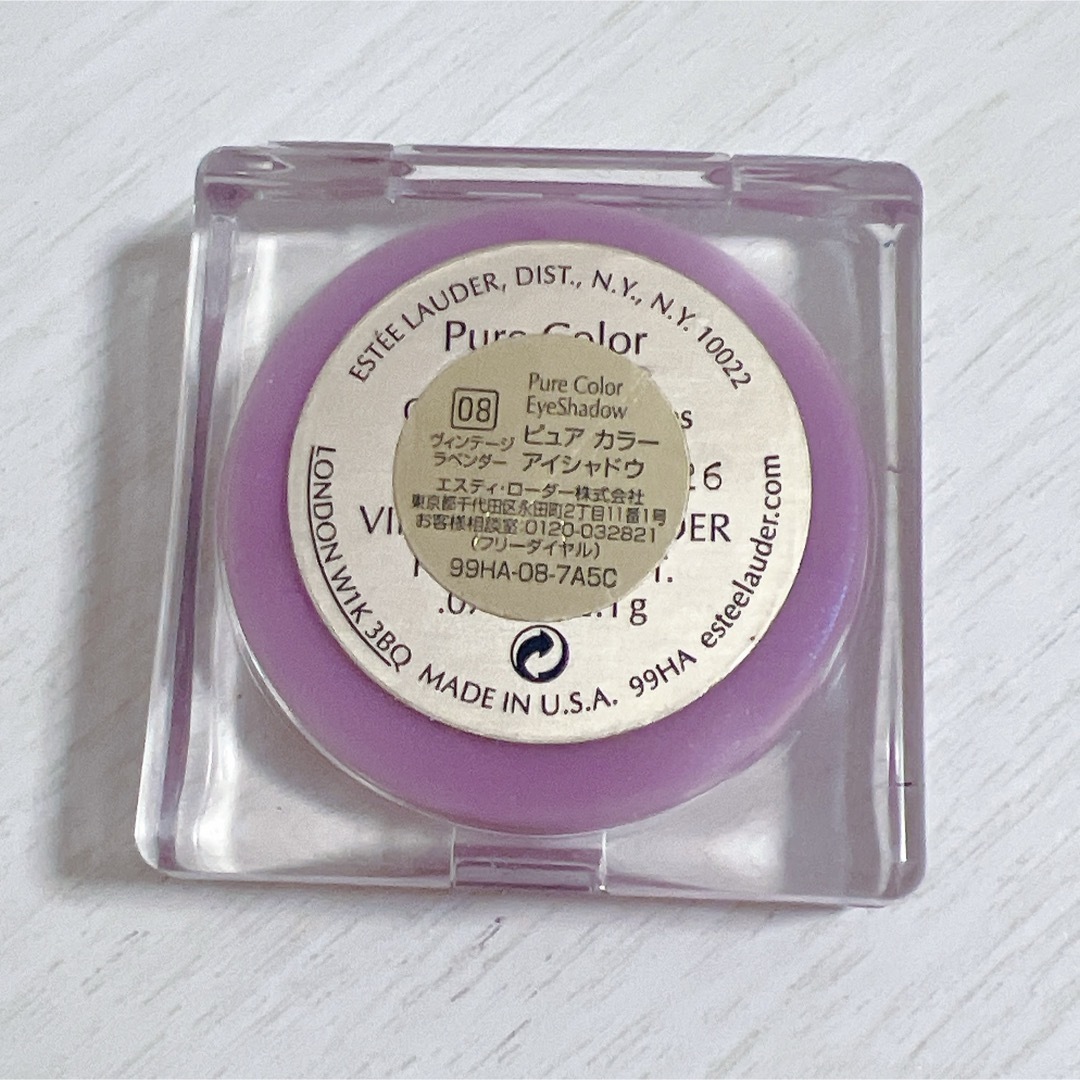 ESTÉE LAUDER, DIST., N.Y., N.Y. 10022
Pure Color
26
08
Pure Color
EyeShadow
ヴィンテージ
ラベンダー
ピュア カラー
アイシャドウ
エスティ・ローダー株式会社
東京都千代田区永田町2丁目11番1号
お客様相談室:0120-032821
(フリーダイヤル)
99HA-08-7A5C
LONDON W1K 3BQ
MADE IN U.S.A. 99HA esteelauder.com